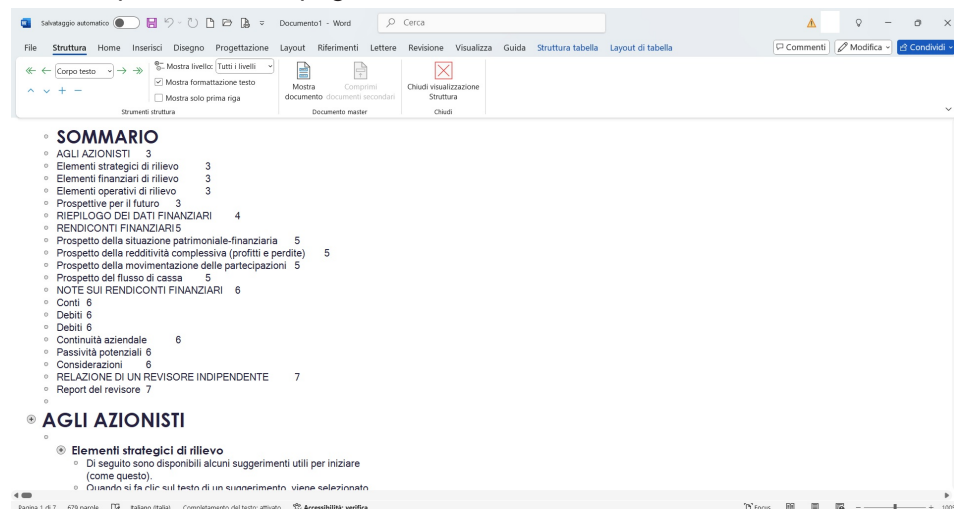 Salvataggio automatico Documento1 - Word Cerca
File Struttura Home Inserisci Disegno Progettazione Layout Riferimenti Lettere Revisione Visualizza Guida Struttura tabella Layout di tabella Commenti Modifica Condividi
Corpo testo
Mostra livello: Tutti i livelli
Mostra formattazione testo
Mostra solo prima riga
Strumenti struttura
Mostra documento
Comprimi documenti secondari
Documento master
Chiudi visualizzazione Struttura
Chiudi
SOMMARIO
AGLI AZIONISTI 3
Elementi strategici di rilievo 3
Elementi finanziari di rilievo 3
Elementi operativi di rilievo 3
Prospettive per il futuro 3
RIEPILOGO DEI DATI FINANZIARI 4
RENDICONTI FINANZIARI 5
Prospetto della situazione patrimoniale-finanziaria 5
Prospetto della redditività complessiva (profitti e perdite) 5
Prospetto della movimentazione delle partecipazioni 5
Prospetto del flusso di cassa 5
NOTE SUI RENDICONTI FINANZIARI 6
Conti 6
Debiti 6
Debiti 6
Continuità aziendale 6
Passività potenziali 6
Considerazioni 6
RELAZIONE DI UN REVISORE INDIPENDENTE 7
Report del revisore 7
AGLI AZIONISTI
Elementi strategici di rilievo
Di seguito sono disponibili alcuni suggerimenti utili per iniziare
(come questo).
Quando si fa clic sul testo di un suggerimento, viene selezionato
Pagina 1 di 7 679 parole Italiano (Italia) Completamento del testo: attivato Accessibilità: verifica Focus 100%